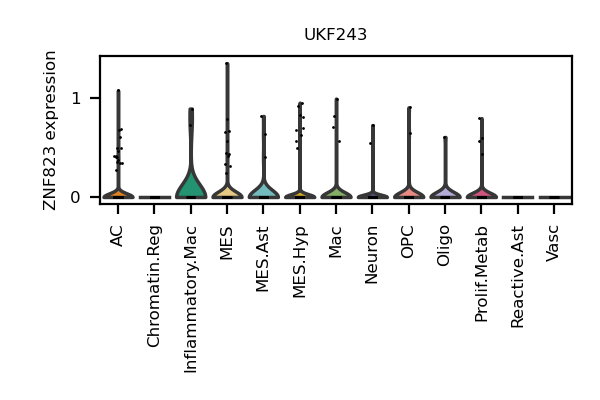 UKF243
ZNF823 expression
1
0
AC
Chromatin.Reg
Inflammatory.Mac
MES
MES.Ast
MES.Hyp
Mac
Neuron
OPC
Oligo
Prolif.Metab
Reactive.Ast
Vasc